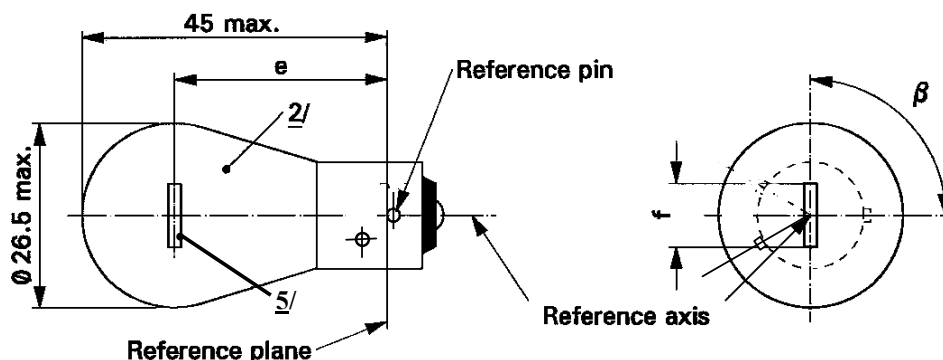 45 max.
e
Reference pin
2/
β
Ø 26.5 max.
f
5/
Reference axis
Reference plane